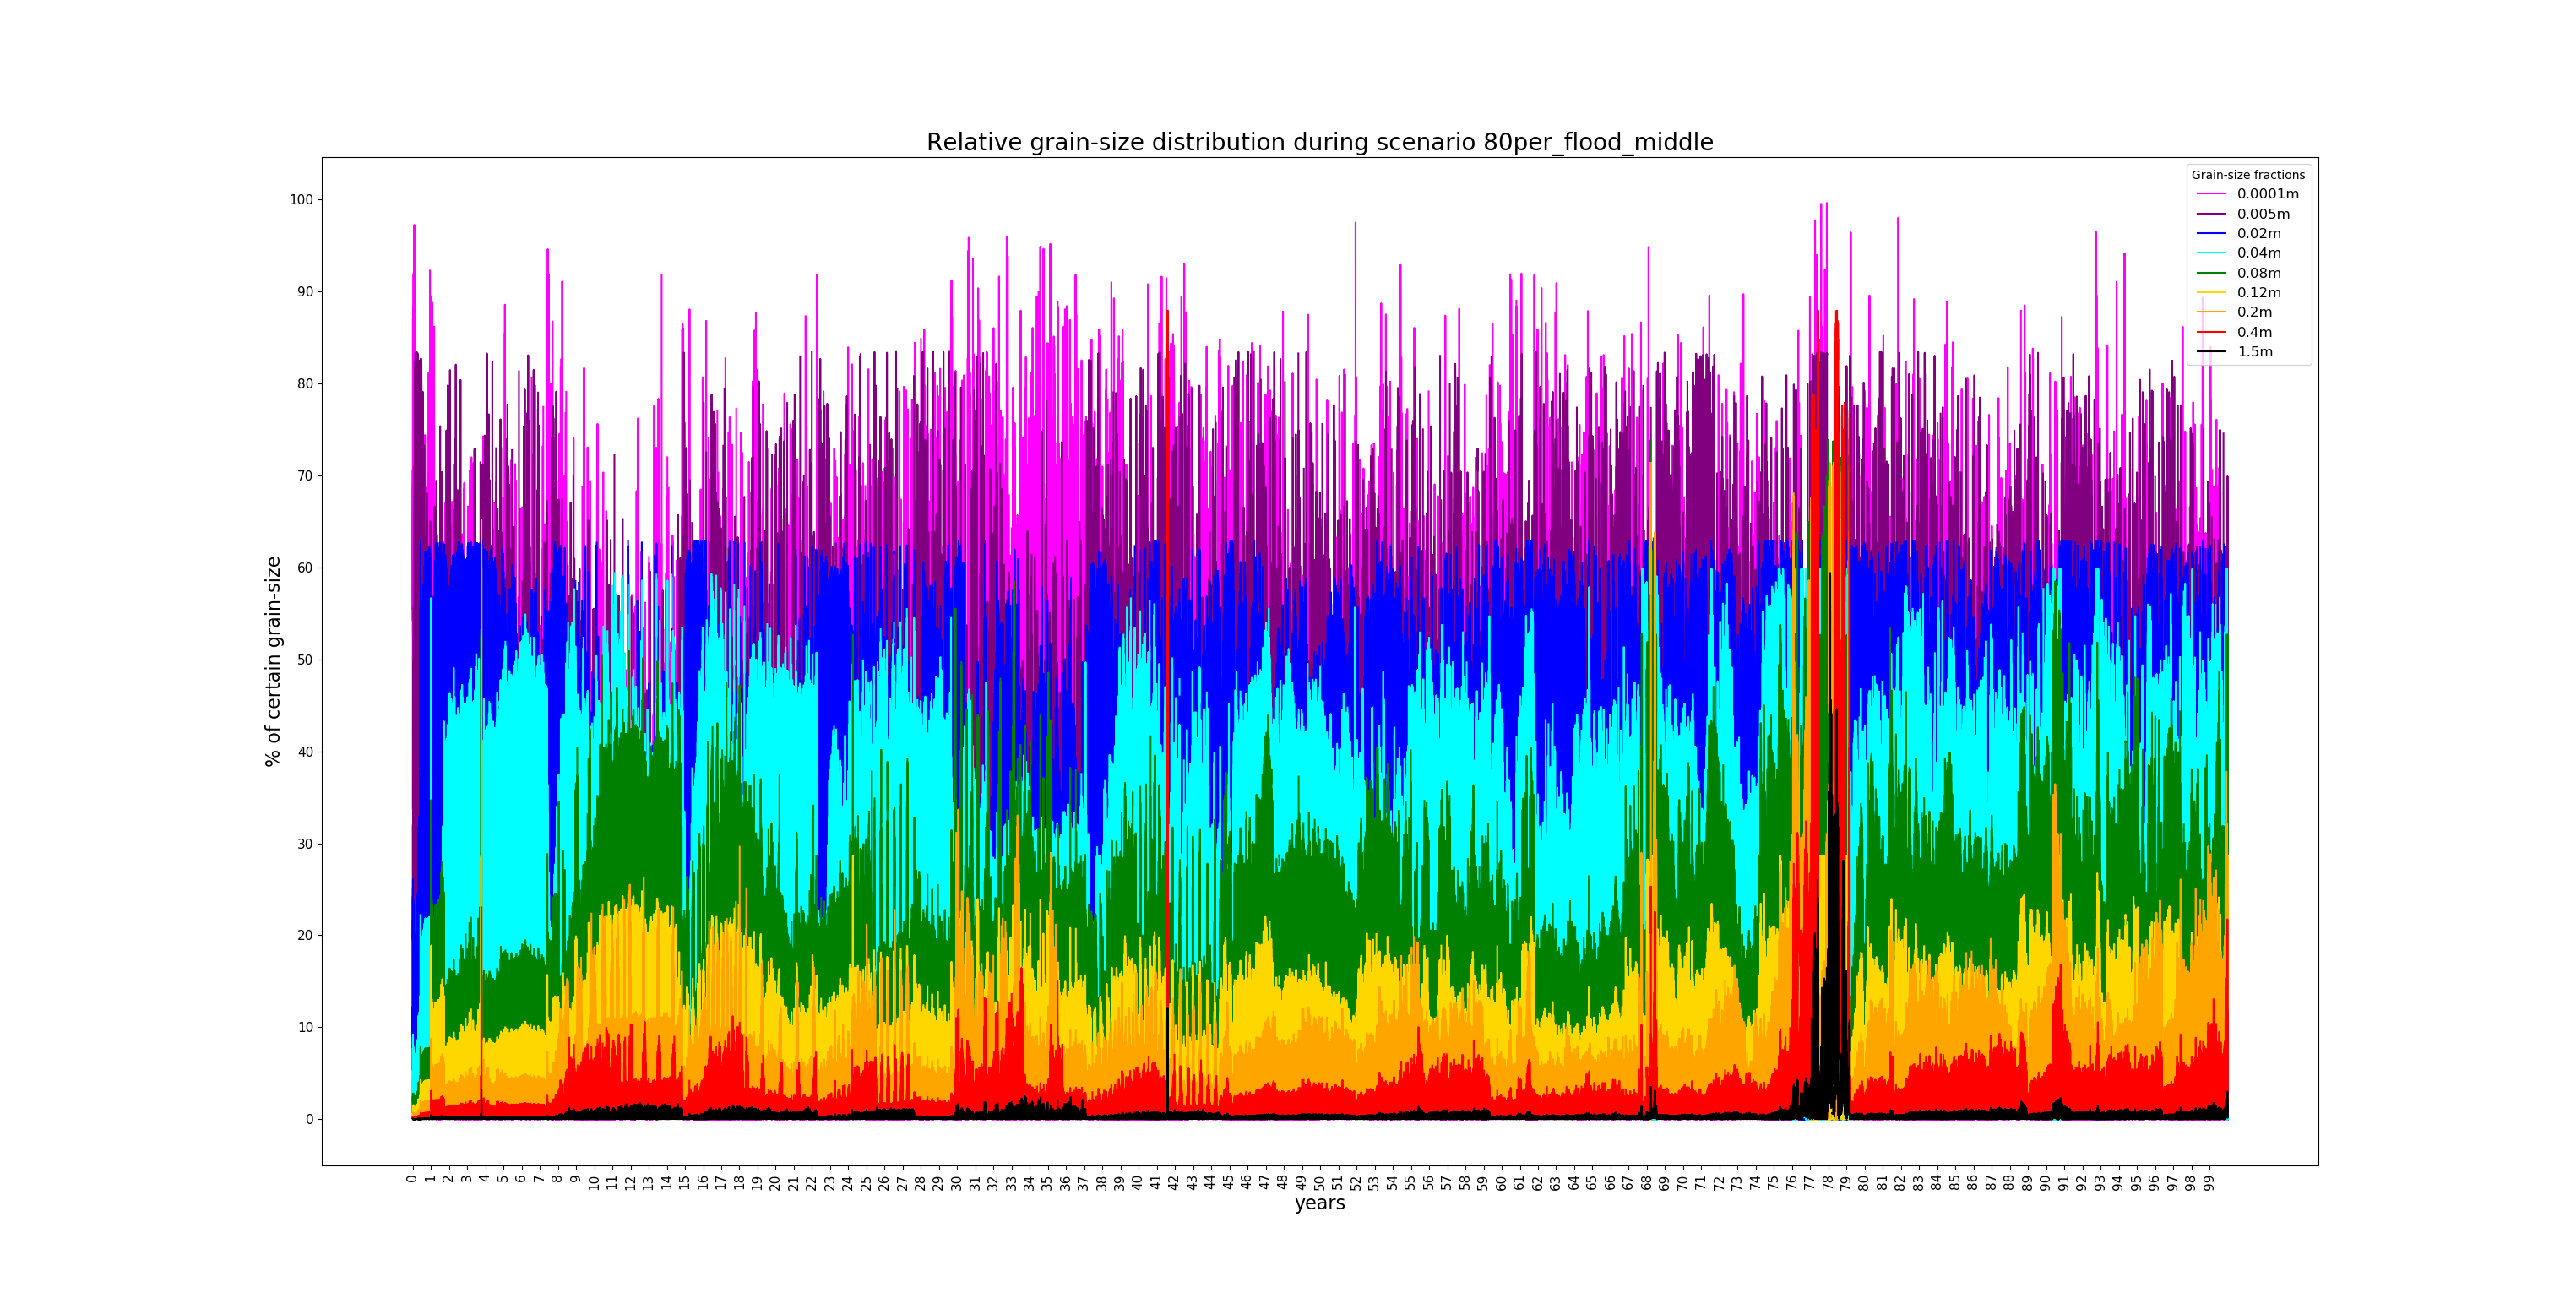 Relative grain-size distribution during scenario 80per_flood_middle
% of certain grain-size
100
90
80
70
60
50
40
30
20
10
0
Grain-size fractions
0.0001m
0.005m
0.02m
0.04m
0.08m
0.12m
0.2m
0.4m
1.5m
0 1 2 3 4 5 6 7 8 9 10 11 12 13 14 15 16 17 18 19 20 21 22 23 24 25 26 27 28 29 30 31 32 33 34 35 36 37 38 39 40 41 42 43 44 45 46 47 48 49 50 51 52 53 54 55 56 57 58 59 60 61 62 63 64 65 66 67 68 69 70 71 72 73 74 75 76 77 78 79 80 81 82 83 84 85 86 87 88 89 90 91 92 93 94 95 96 97 98 99
years